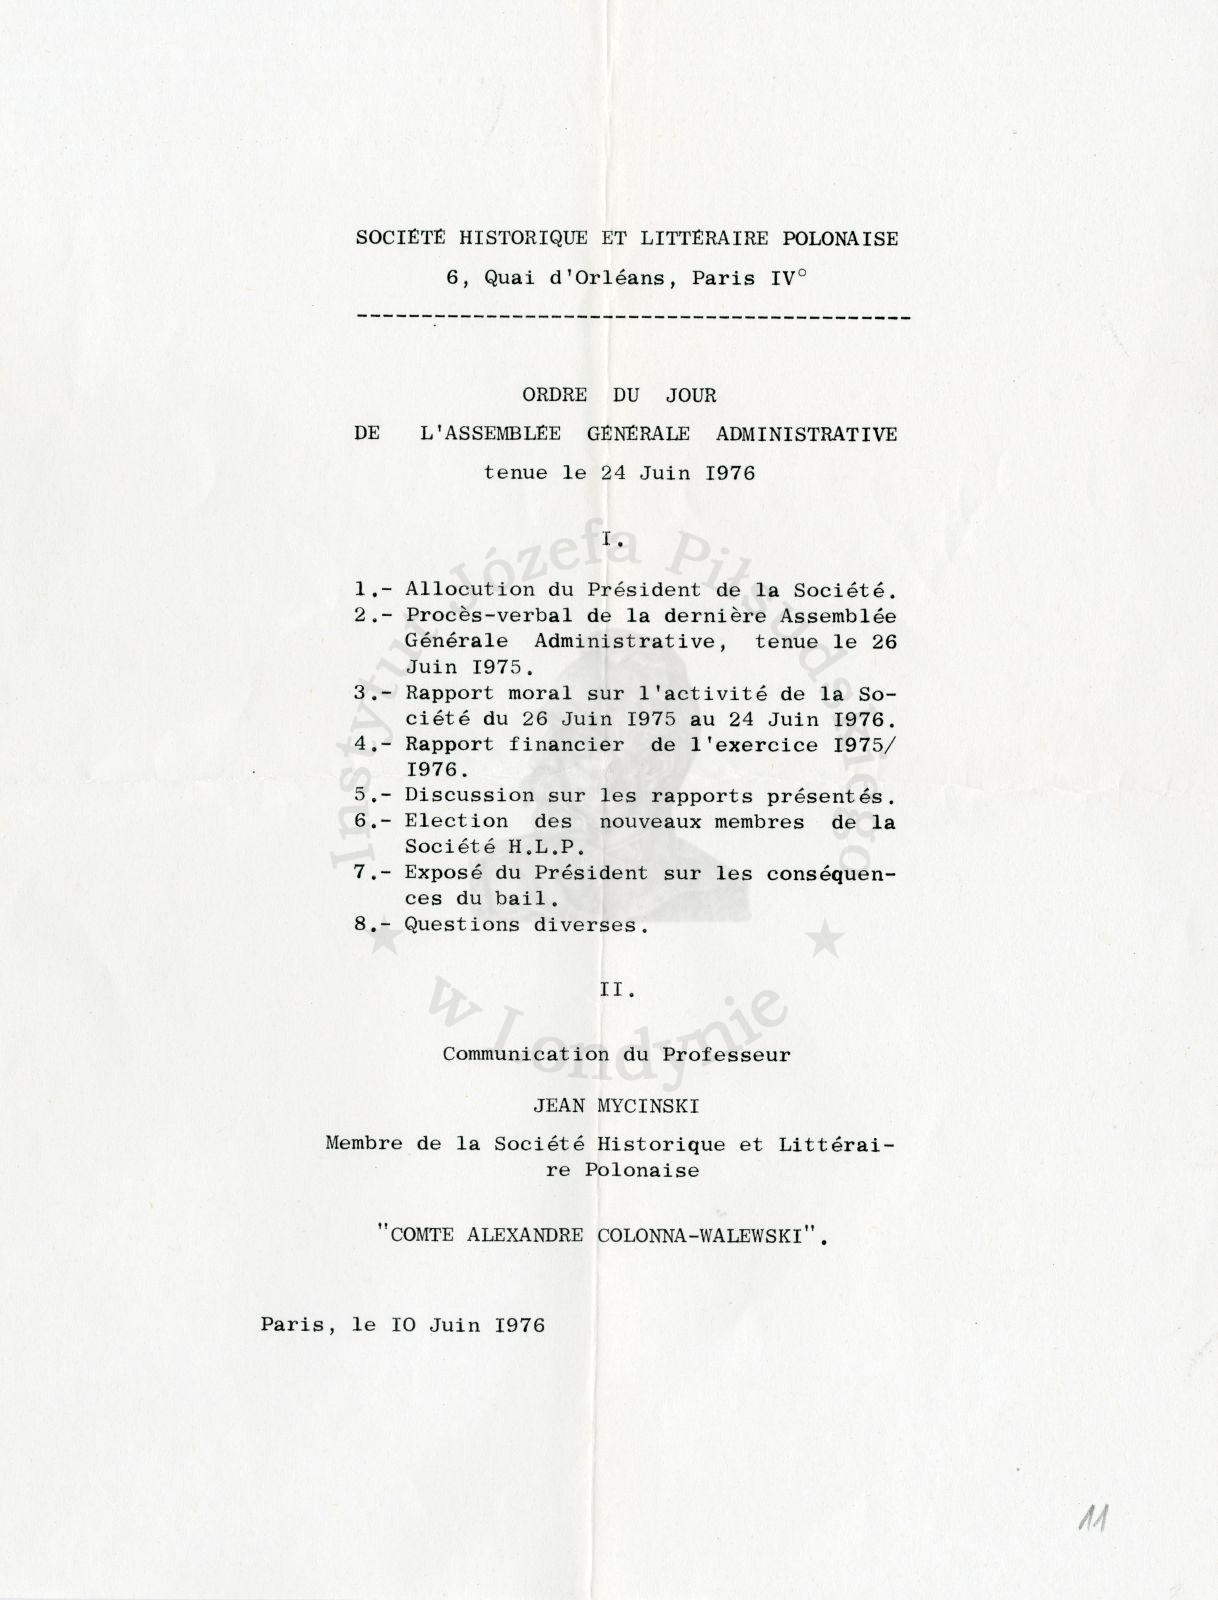 SOCIÉTÉ HISTORIQUE ET LITTÉRAIRE POLONAISE
6, Quai d'Orléans, Paris IV°
-------------------------------------------
ORDRE DU JOUR
DE L'ASSEMBLÉE GÉNÉRALE ADMINISTRATIVE
tenue le 24 Juin I976
I.
1.- Allocution du Président de la Société.
2.- Procès-verbal de la dernière Assemblée
Générale Administrative, tenue le 26
Juin I975.
3.- Rapport moral sur l'activité de la So-
ciété du 26 Juin I975 au 24 Juin I976.
4.- Rapport financier de l'exercice I975/
I976.
5.- Discussion sur les rapports présentés.
6.- Election des nouveaux membres de la
Société H.L.P.
7.- Exposé du Président sur les conséquen-
ces du bail.
8.- Questions diverses.
II.
Communication du Professeur
JEAN MYCINSKI
Membre de la Société Historique et Littérai-
re Polonaise
"COMTE ALEXANDRE COLONNA-WALEWSKI".
Paris, le IO Juin I976
11
Instytut Józefa Piłsudskiego
w Londynie